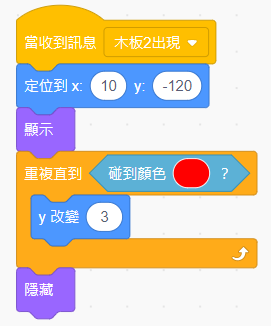 當收到訊息 木板2出現
定位到 x: 10 y: -120
顯示
重複直到 碰到顏色 ?
y 改變 3
隱藏